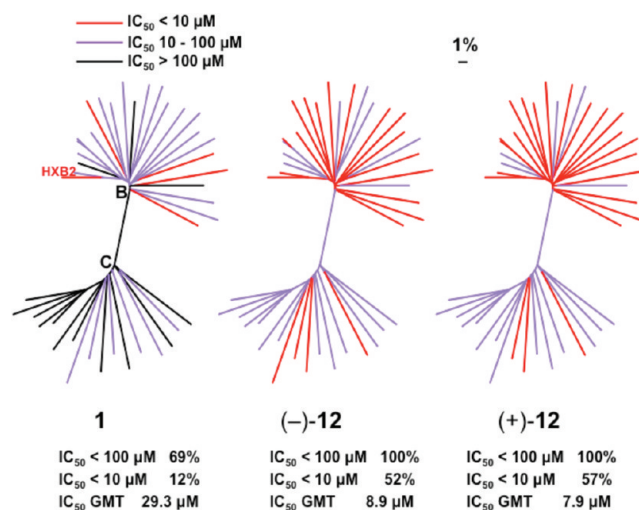 IC₅₀ < 10 µM
IC₅₀ 10 - 100 µM
IC₅₀ > 100 µM
1%
HXB2
B
C
1
(–)-12
(+)-12
IC₅₀ < 100 µM 69%
IC₅₀ < 10 µM 12%
IC₅₀ GMT 29.3 µM
IC₅₀ < 100 µM 100%
IC₅₀ < 10 µM 52%
IC₅₀ GMT 8.9 µM
IC₅₀ < 100 µM 100%
IC₅₀ < 10 µM 57%
IC₅₀ GMT 7.9 µM